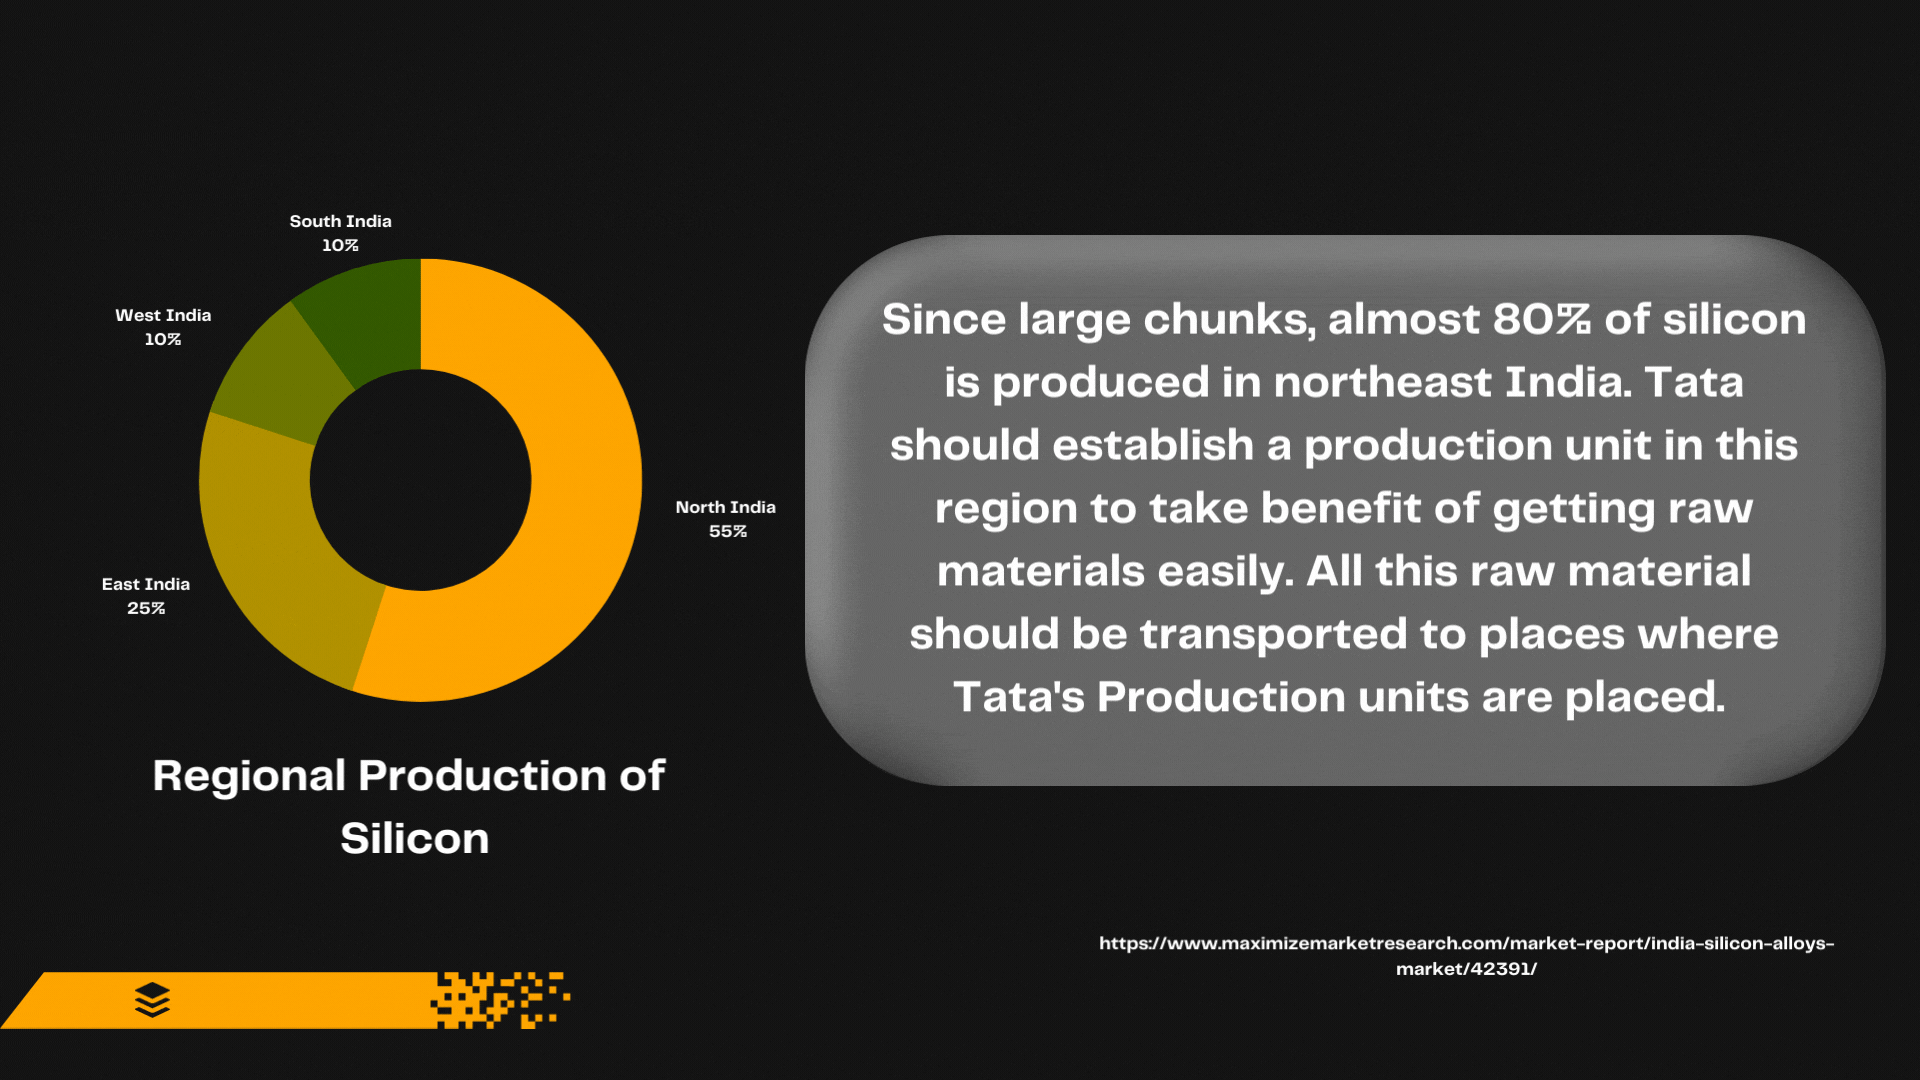 South India
10%
West India
10%
North India
55%
East India
25%
Regional Production of
Silicon
Since large chunks, almost 80% of silicon
is produced in northeast India. Tata
should establish a production unit in this
region to take benefit of getting raw
materials easily. All this raw material
should be transported to places where
Tata's Production units are placed.
https://www.maximizemarketresearch.com/market-report/india-silicon-alloys-
market/42391/